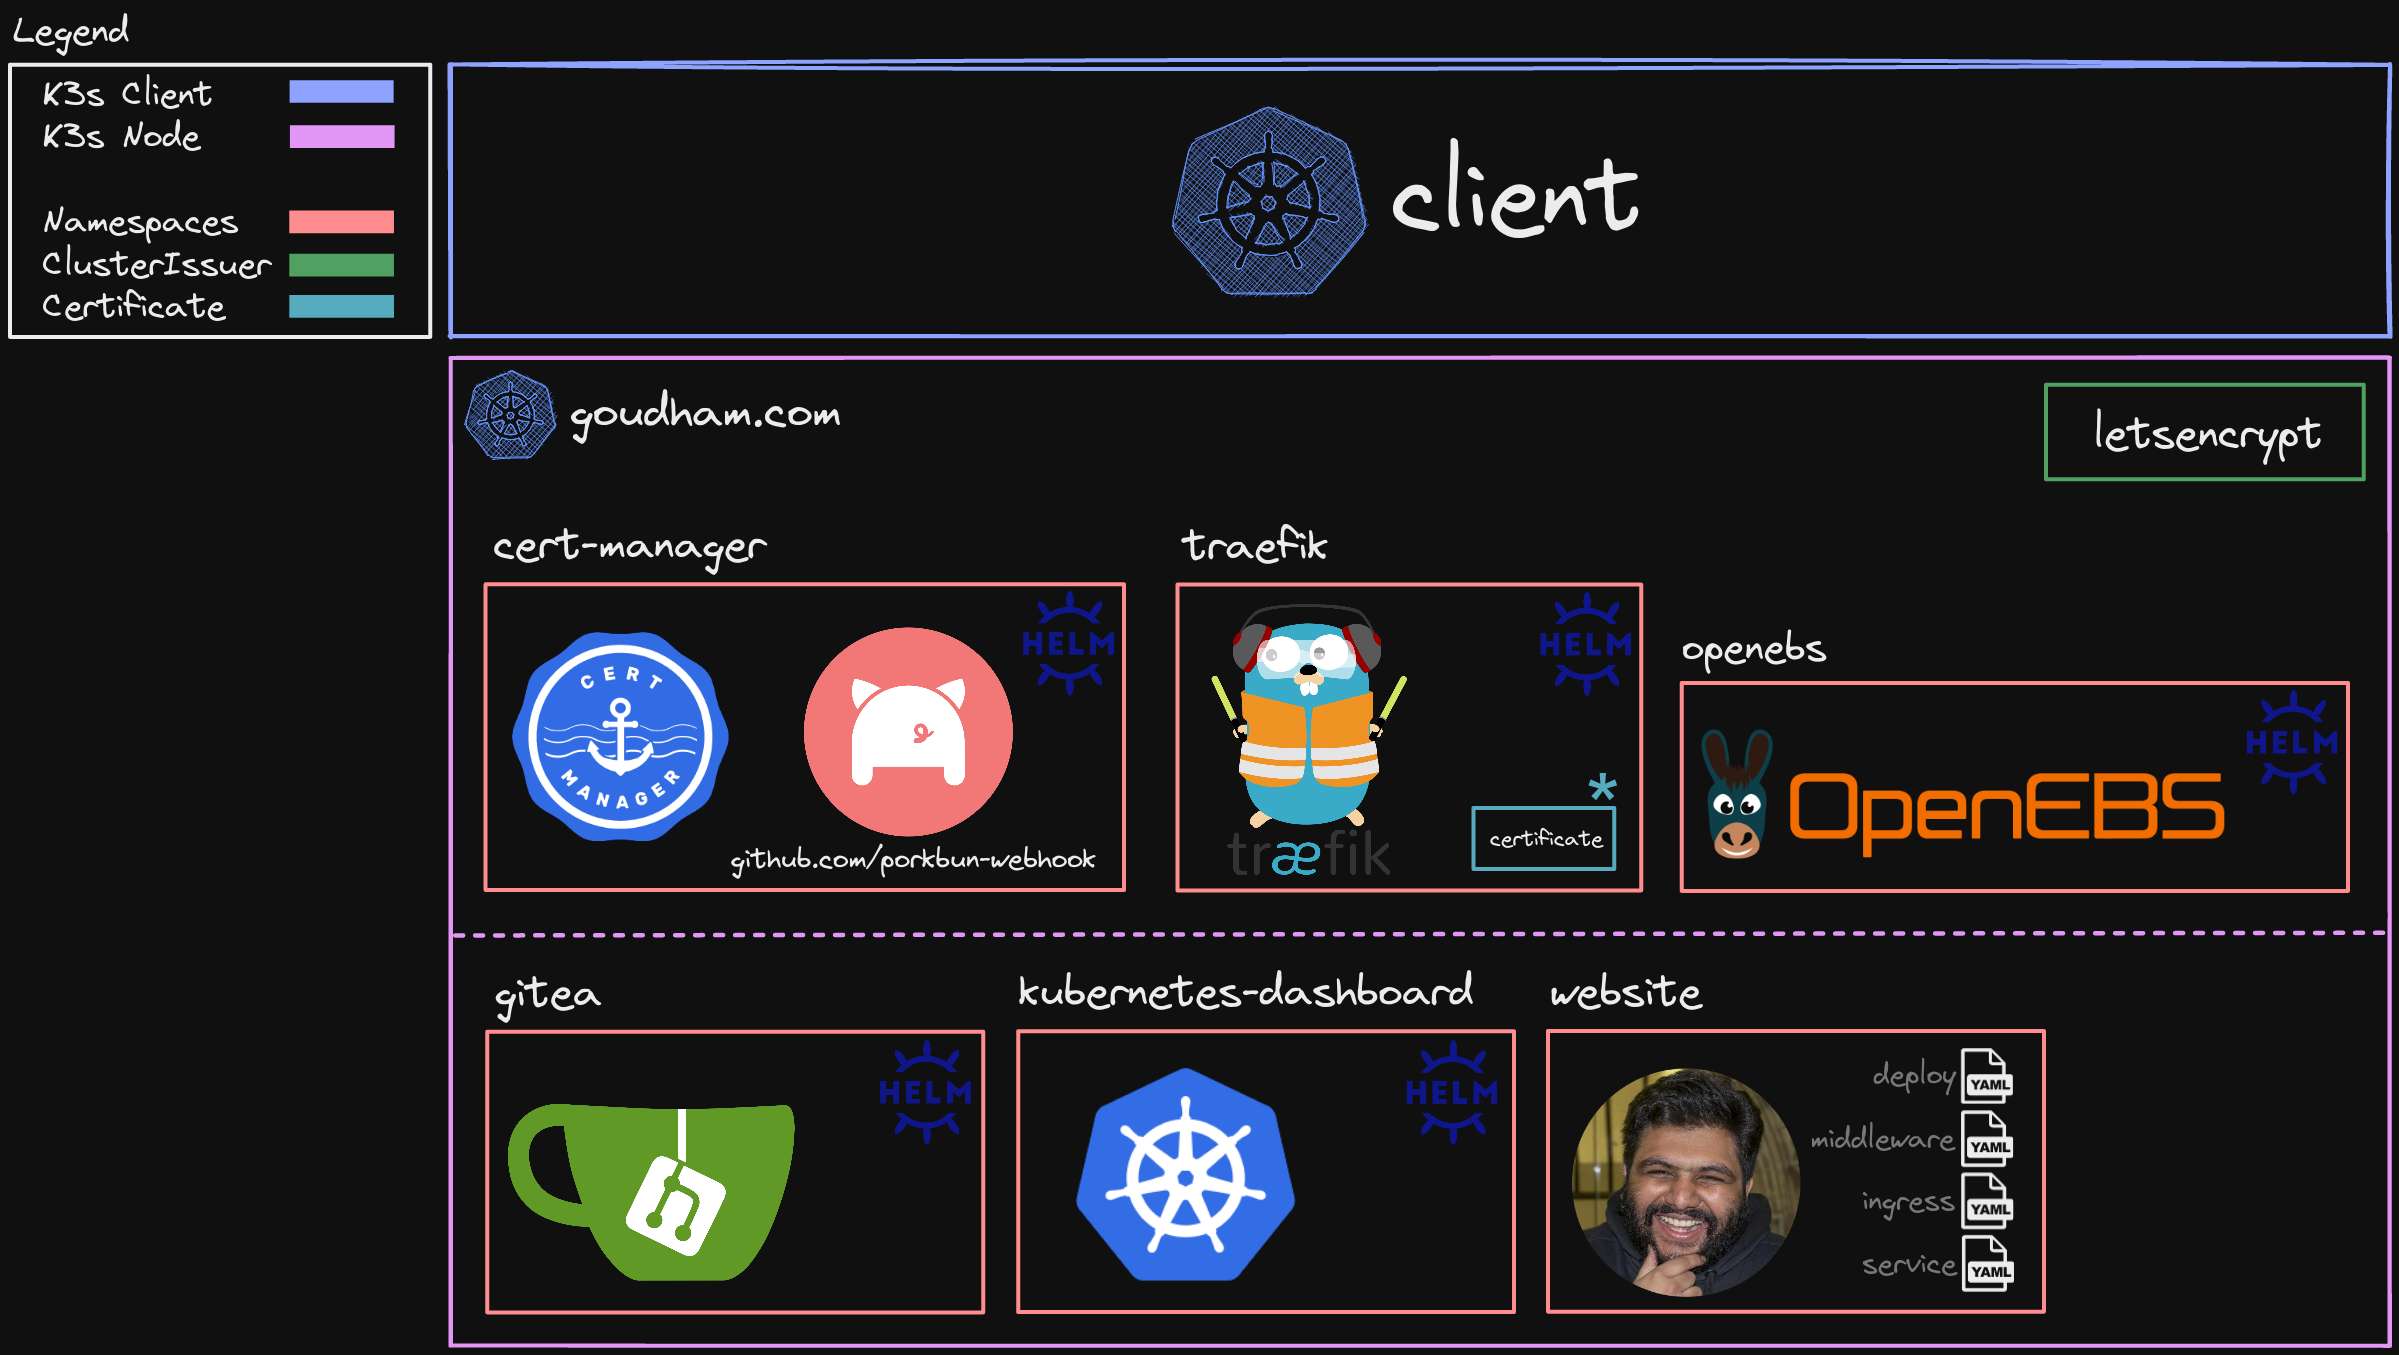 Legend
K3s Client
K3s Node
Namespaces
ClusterIssuer
Certificate
client
goudham.com
letsencrypt
cert-manager
CERT
MANAGER
github.com/porkbun-webhook
HELM
traefik
HELM
træfik
*
certificate
openebs
OpenEBS
HELM
gitea
HELM
kubernetes-dashboard
HELM
website
deploy
YAML
middleware
YAML
ingress
YAML
service
YAML